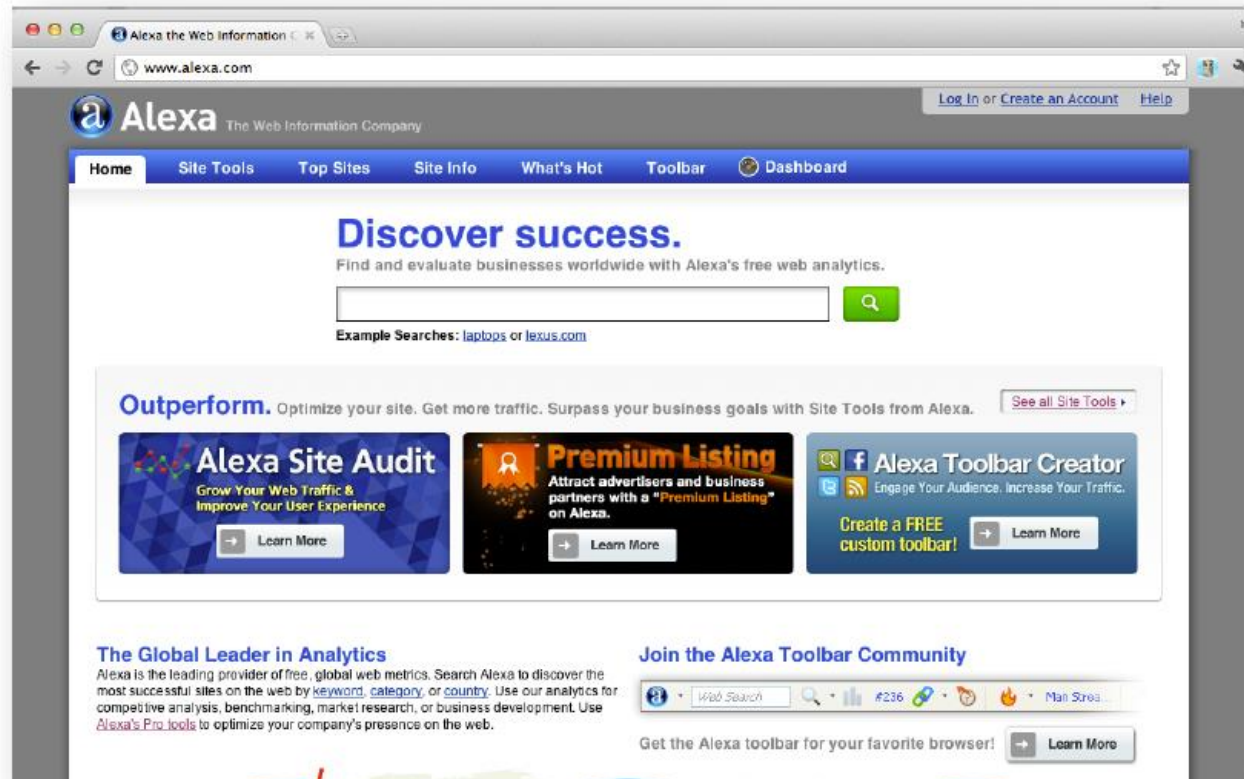 Alexa the Web Information C
www.alexa.com
Log In or Create an Account Help
a Alexa The Web Information Company
Home Site Tools Top Sites Site Info What's Hot Toolbar Dashboard
Discover success.
Find and evaluate businesses worldwide with Alexa's free web analytics.
Example Searches: laptops or lexus.com
Outperform. Optimize your site. Get more traffic. Surpass your business goals with Site Tools from Alexa. See all Site Tools
Alexa Site Audit
Grow Your Web Traffic &
Improve Your User Experience
Learn More
Premium Listing
Attract advertisers and business
partners with a "Premium Listing"
on Alexa.
Learn More
Alexa Toolbar Creator
Engage Your Audience. Increase Your Traffic.
Create a FREE
custom toolbar!
Learn More
The Global Leader in Analytics
Alexa is the leading provider of free, global web metrics. Search Alexa to discover the
most successful sites on the web by keyword, category, or country. Use our analytics for
competitive analysis, benchmarking, market research, or business development. Use
Alexa's Pro tools to optimize your company's presence on the web.
Join the Alexa Toolbar Community
a Web Search #236 Man Strea...
Get the Alexa toolbar for your favorite browser! Learn More